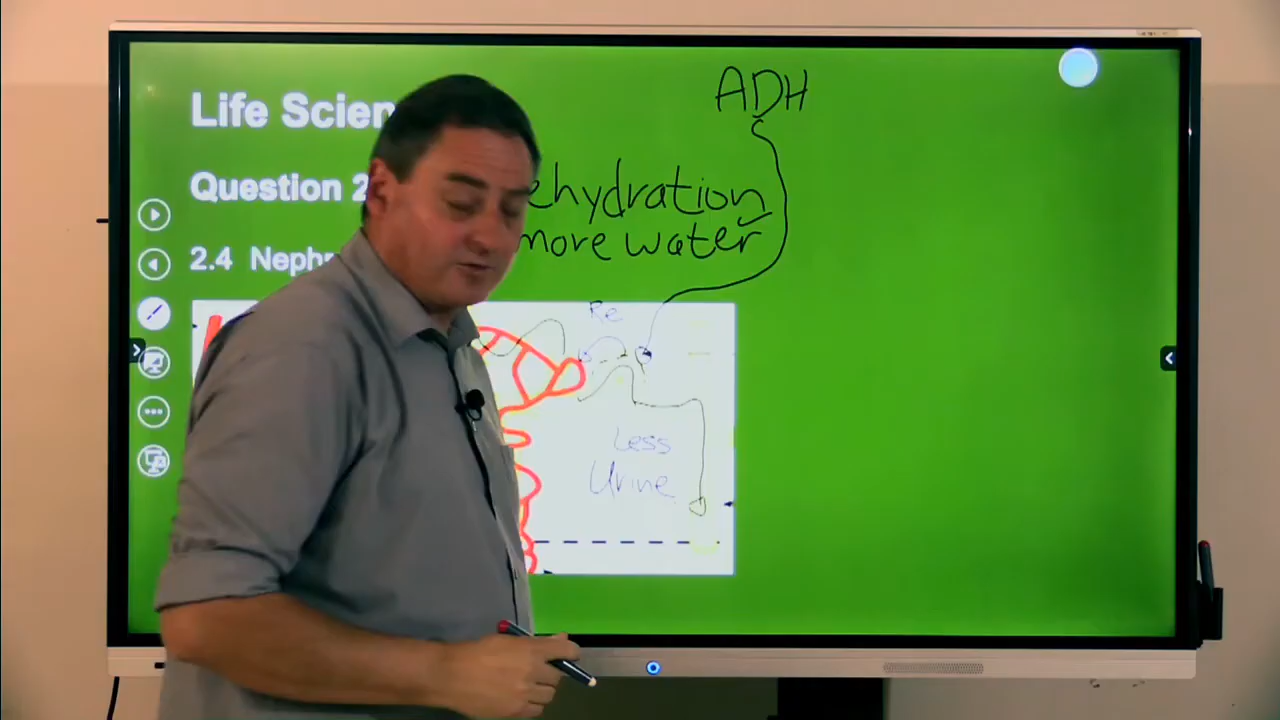 ADH
Life Scien
Question 2
ehydration
more water
2.4 Neph
Re
Less
Urine